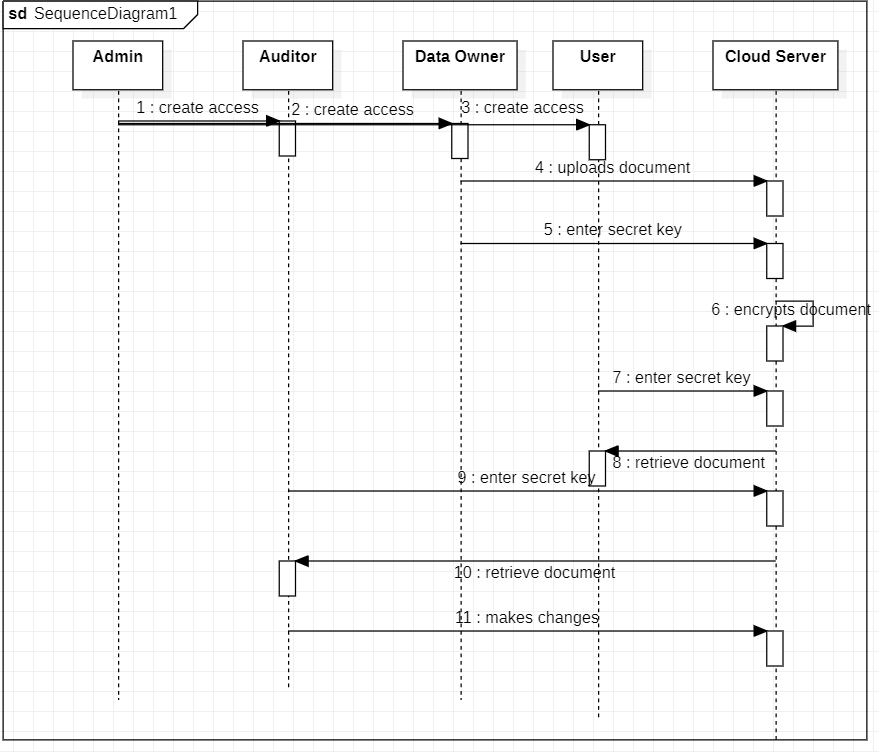 sd SequenceDiagram1
Admin
Auditor
Data Owner
User
Cloud Server
1 : create access
2 : create access
3 : create access
4 : uploads document
5 : enter secret key
6 : encrypts document
7 : enter secret key
8 : retrieve document
9 : enter secret key
10 : retrieve document
11 : makes changes